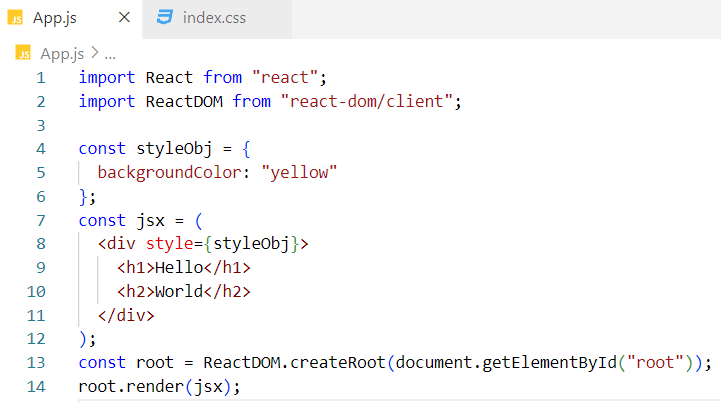 JS App.js × index.css
JS App.js > ...
1 import React from "react";
2 import ReactDOM from "react-dom/client";
3
4 const styleObj = {
5   backgroundColor: "yellow"
6 };
7 const jsx = (
8   <div style={styleObj}>
9     <h1>Hello</h1>
10     <h2>World</h2>
11   </div>
12 );
13 const root = ReactDOM.createRoot(document.getElementById("root"));
14 root.render(jsx);